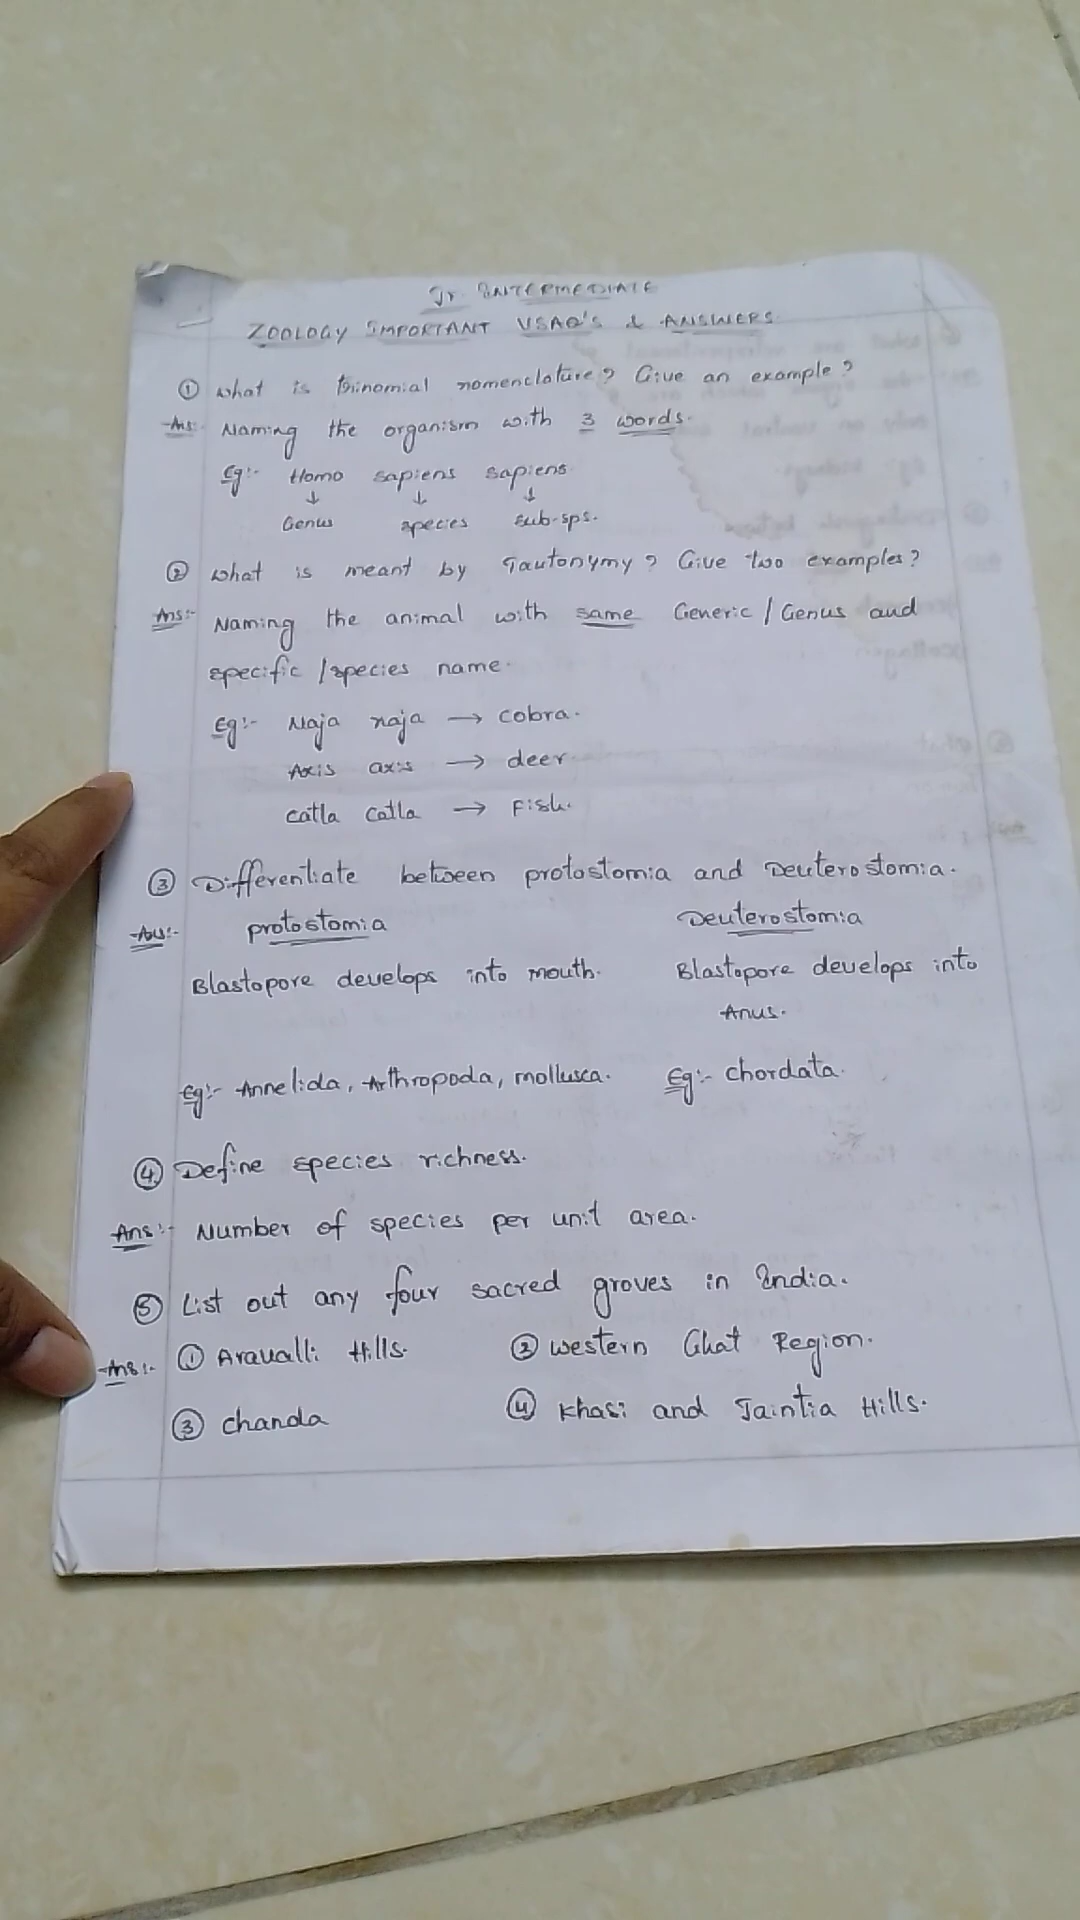 Jr. INTERMEDIATE
ZOOLOGY IMPORTANT VSAQ'S & ANSWERS
① what is Trinomial nomenclature? Give an example?
Ans:- Naming the organism with 3 words.
Eg:- Homo sapiens sapiens
↓ ↓ ↓
Genus species sub-sps.
② what is meant by Tautonymy? Give two examples?
Ans:- Naming the animal with same Generic/Genus and
specific/species name.
Eg:- Naja naja → cobra.
Axis axis → deer
catla catla → Fish.
③ Differentiate between protostomia and Deuterostomia.
Ans:- protostomia Deuterostomia
Blastopore develops into mouth. Blastopore develops into
Anus.
Eg:- Annelida, Arthropoda, mollusca. Eg:- chordata.
④ Define species richness.
Ans:- Number of species per unit area.
⑤ List out any four sacred groves in India.
Ans:- ① Aravalli Hills. ② western Ghat Region.
③ chanda ④ Khasi and Jaintia Hills.